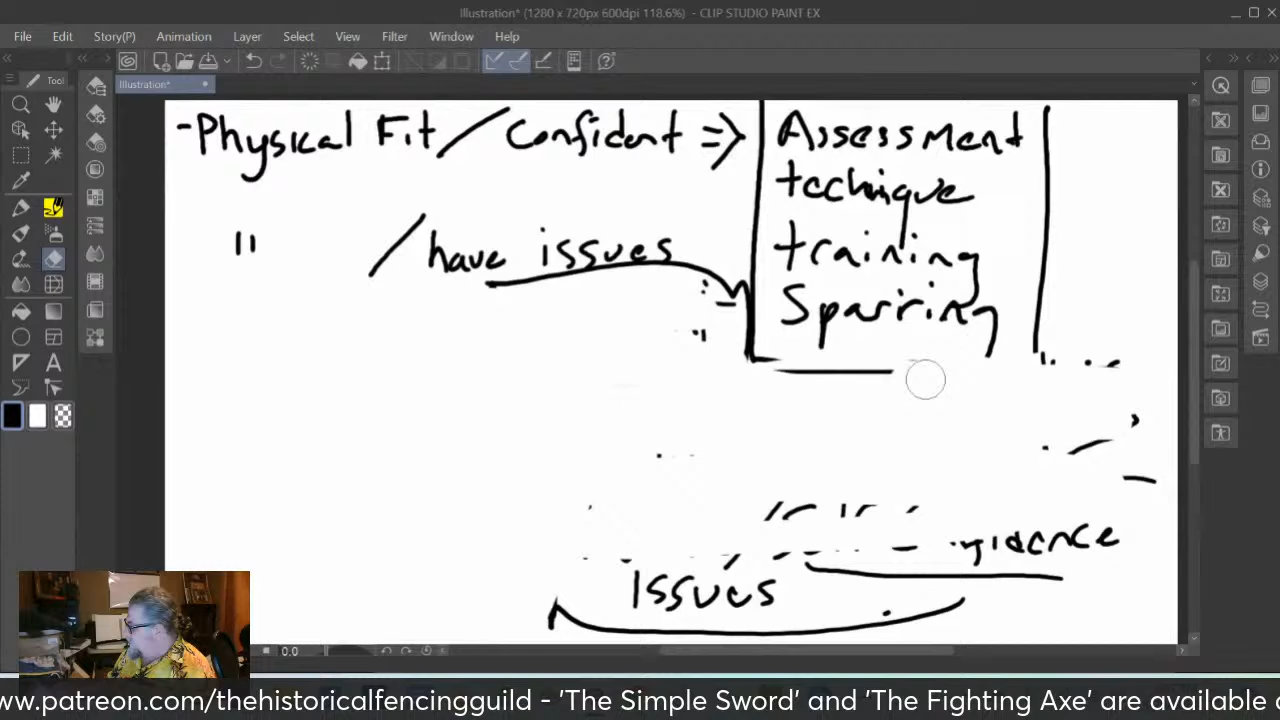 Illustration* (1280 x 720px 600dpi 118.6%) - CLIP STUDIO PAINT EX
File Edit Story(P) Animation Layer Select View Filter Window Help
Tool
Illustration*
-Physical Fit / Confident => Assessment
technique
" / have issues
training
Sparring
Issues
0.0
ww.patreon.com/thehistoricalfencingguild - 'The Simple Sword' and 'The Fighting Axe' are available